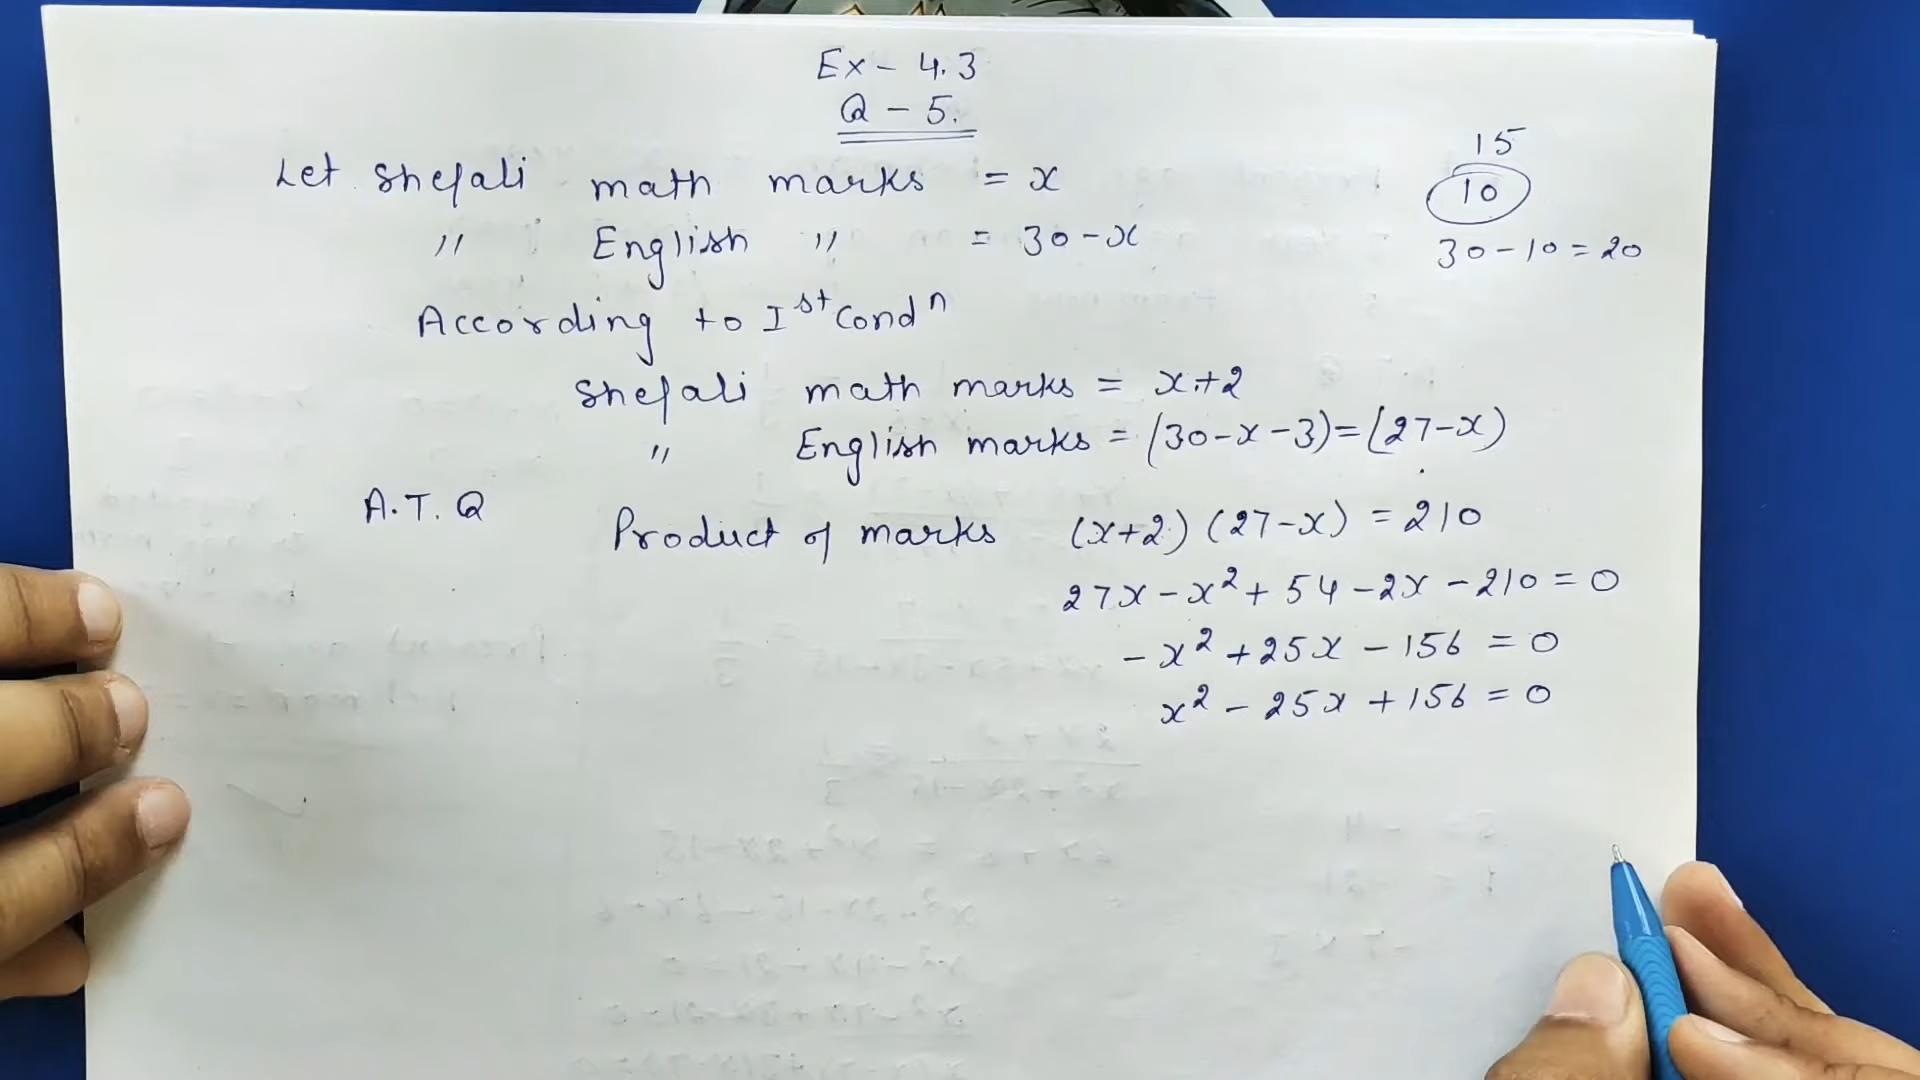 Ex - 4.3
Q - 5.
Let Shefali math marks = x
" English " = 30-x
15
10
30-10=20
According to Ist Condn
Shefali math marks = x+2
" English marks = (30-x-3)=(27-x)
A.T.Q
Product of marks (x+2) (27-x) = 210
27x - x² + 54 - 2x - 210 = 0
- x² + 25x - 156 = 0
x² - 25x + 156 = 0